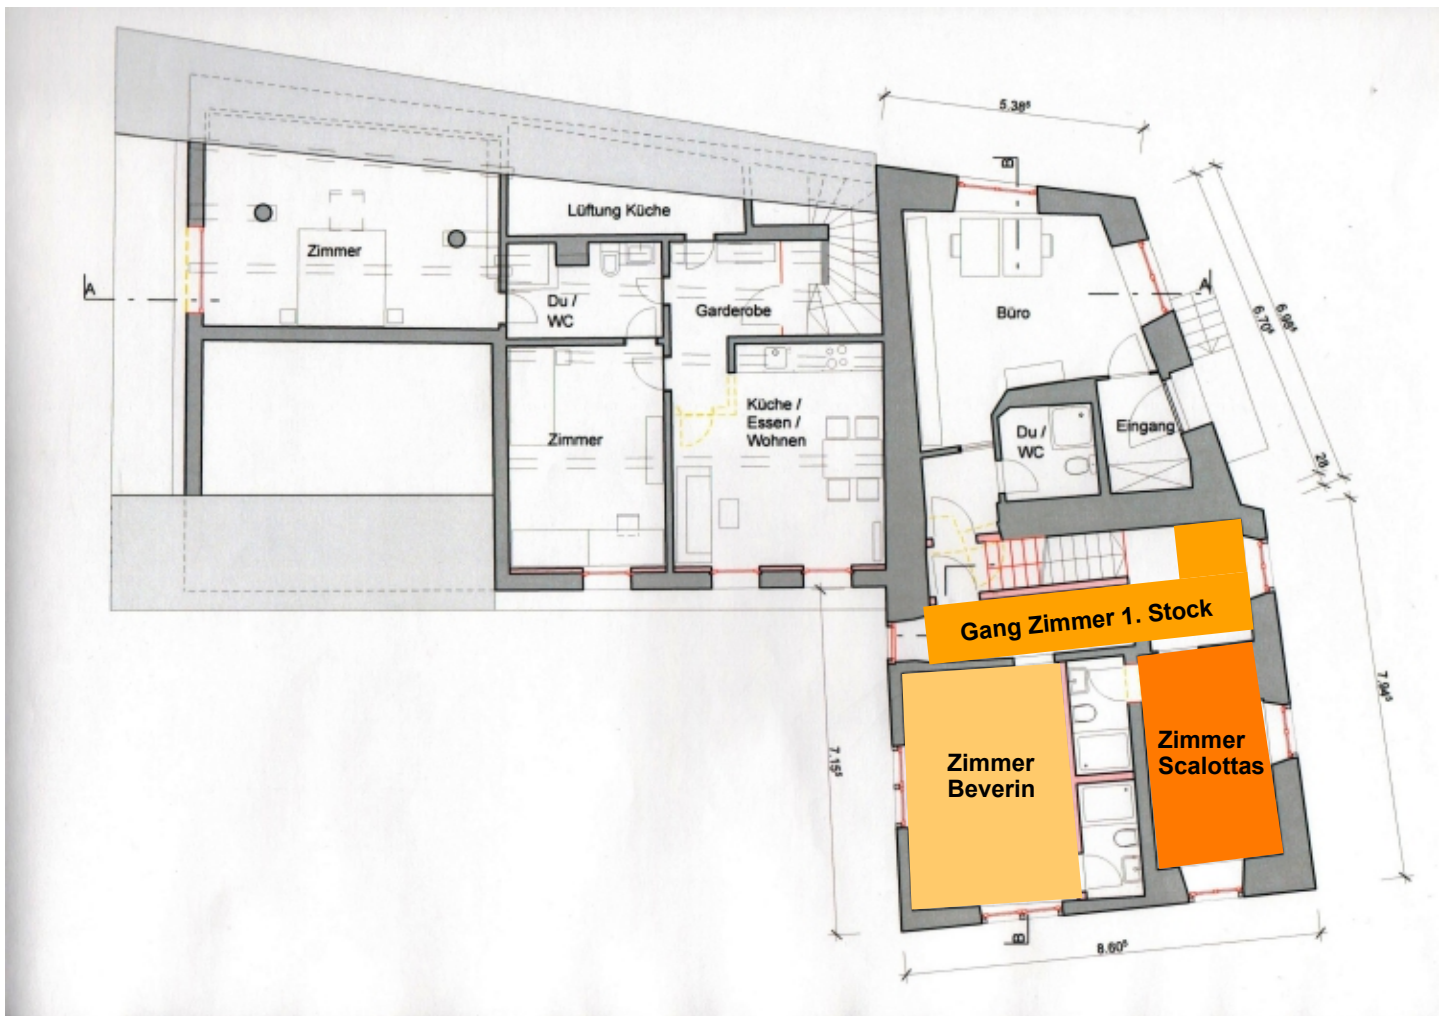 5.38⁵
B
Lüftung Küche
Zimmer
A
A
Du /
WC
Garderobe
Büro
6.98⁵
6.70⁵
Küche /
Essen /
Wohnen
Zimmer
Du /
WC
Eingang
28
Gang Zimmer 1. Stock
7.94⁵
7.15⁵
Zimmer
Beverin
Zimmer
Scalottas
B
8.60⁵